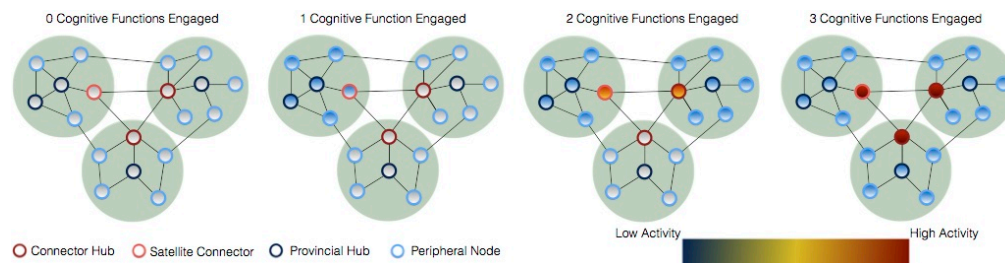 0 Cognitive Functions Engaged
1 Cognitive Function Engaged
2 Cognitive Functions Engaged
3 Cognitive Functions Engaged
Connector Hub
Satellite Connector
Provincial Hub
Peripheral Node
Low Activity
High Activity